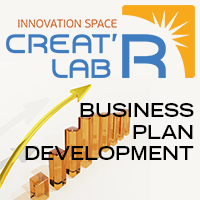 INNOVATION SPACE
CREAT'R
LAB
BUSINESS
PLAN
DEVELOPMENT